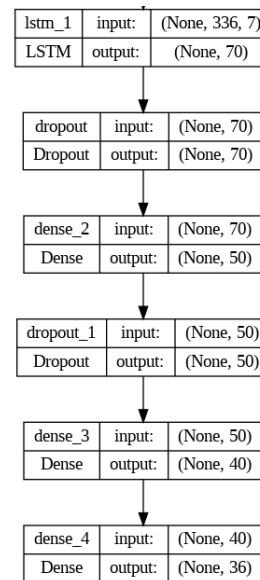 lstm_1 input: (None, 336, 7)
LSTM output: (None, 70)
dropout input: (None, 70)
Dropout output: (None, 70)
dense_2 input: (None, 70)
Dense output: (None, 50)
dropout_1 input: (None, 50)
Dropout output: (None, 50)
dense_3 input: (None, 50)
Dense output: (None, 40)
dense_4 input: (None, 40)
Dense output: (None, 36)